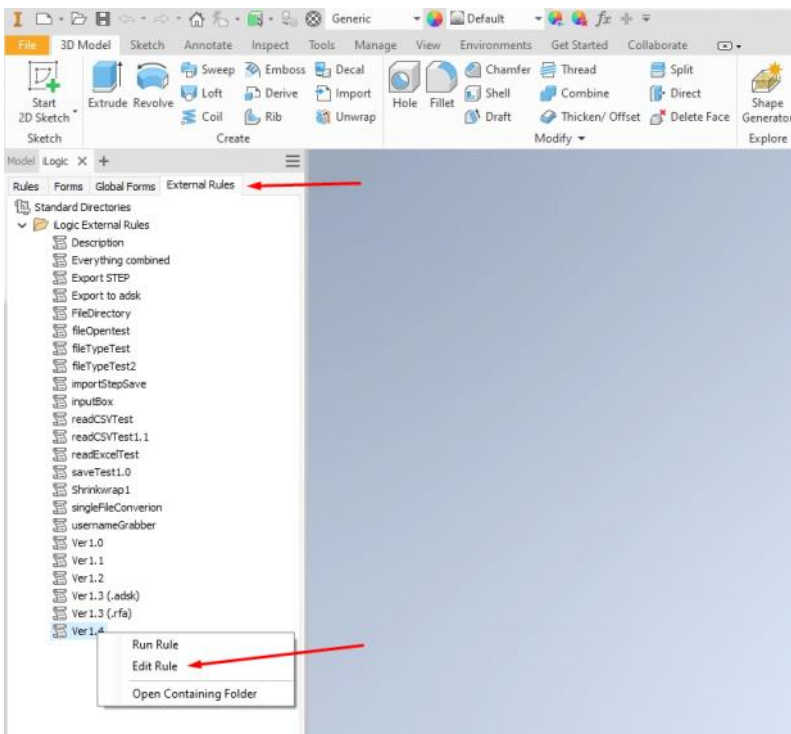 Generic Default fx
File 3D Model Sketch Annotate Inspect Tools Manage View Environments Get Started Collaborate
Sweep Emboss Decal Chamfer Thread Split
Loft Derive Import Shell Combine Direct
Coil Rib Unwrap Draft Thicken/ Offset Delete Face
Start
2D Sketch
Extrude Revolve
Hole Fillet
Shape
Generator
Sketch Create Modify Explore
Model iLogic X +
Rules Forms Global Forms External Rules
Standard Directories
iLogic External Rules
Description
Everything combined
Export STEP
Export to adsk
FileDirectory
fileOpentest
fileTypeTest
fileTypeTest2
importStepSave
inputBox
readCSVTest
readCSVTest1.1
readExcelTest
saveTest1.0
Shrinkwrap1
singleFileConverion
usernameGrabber
Ver1.0
Ver1.1
Ver1.2
Ver1.3 (.adsk)
Ver1.3 (.rfa)
Ver1.4
Run Rule
Edit Rule
Open Containing Folder